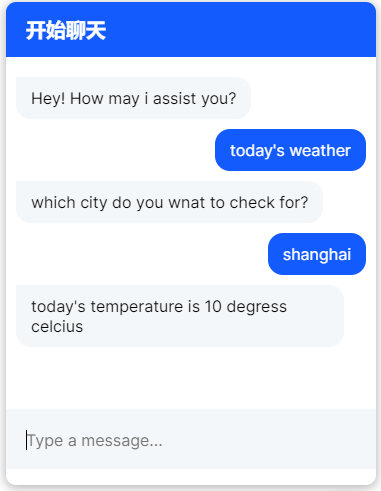 开始聊天
Hey! How may i assist you?
today's weather
which city do you wnat to check for?
shanghai
today's temperature is 10 degress
celcius
Type a message...